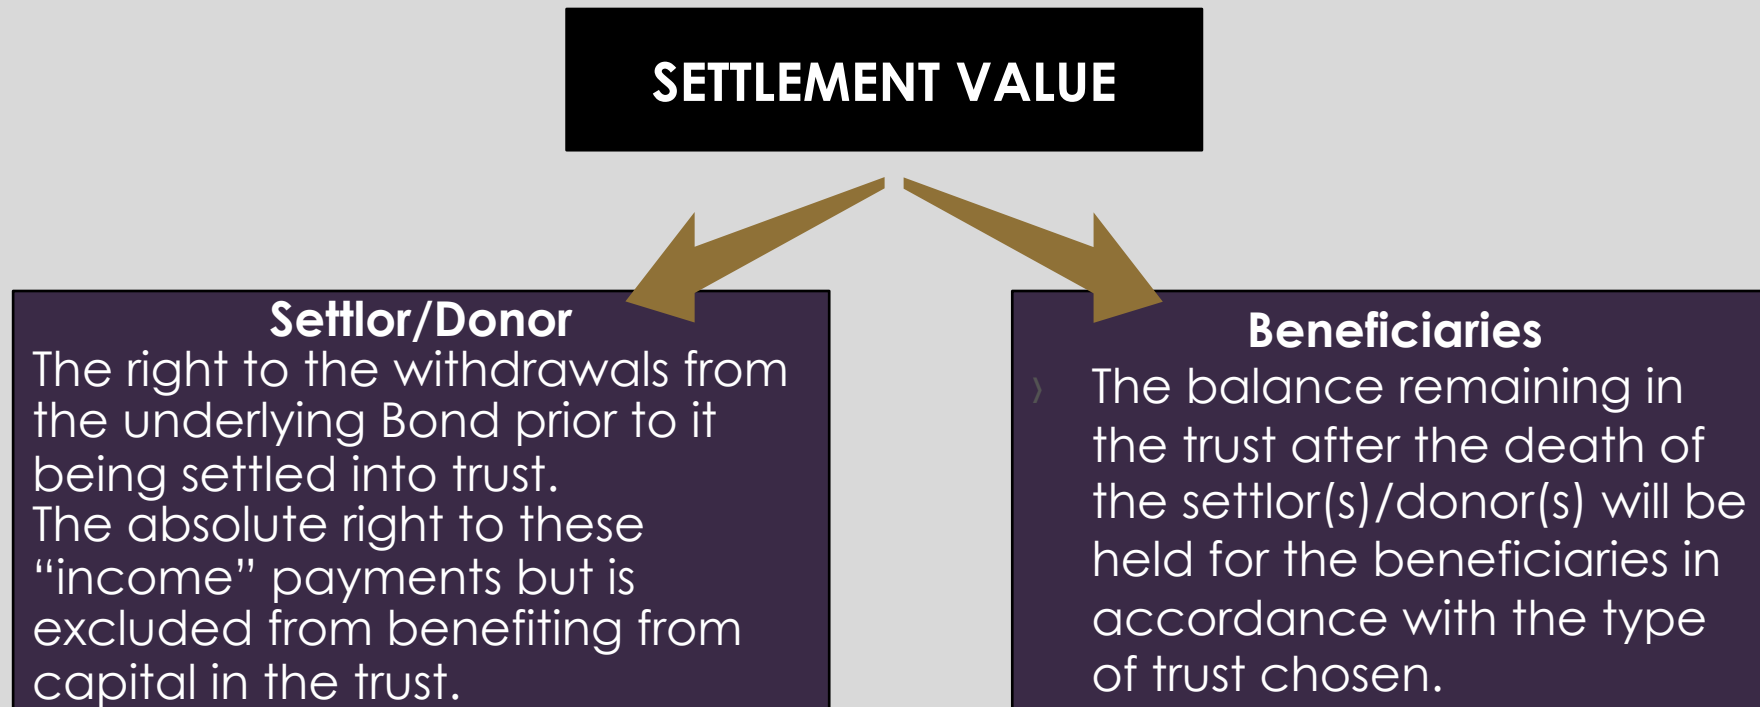 SETTLEMENT VALUE
Settlor/Donor
The right to the withdrawals from
the underlying Bond prior to it
being settled into trust.
The absolute right to these
“income” payments but is
excluded from benefiting from
capital in the trust.
Beneficiaries
› The balance remaining in
the trust after the death of
the settlor(s)/donor(s) will be
held for the beneficiaries in
accordance with the type
of trust chosen.